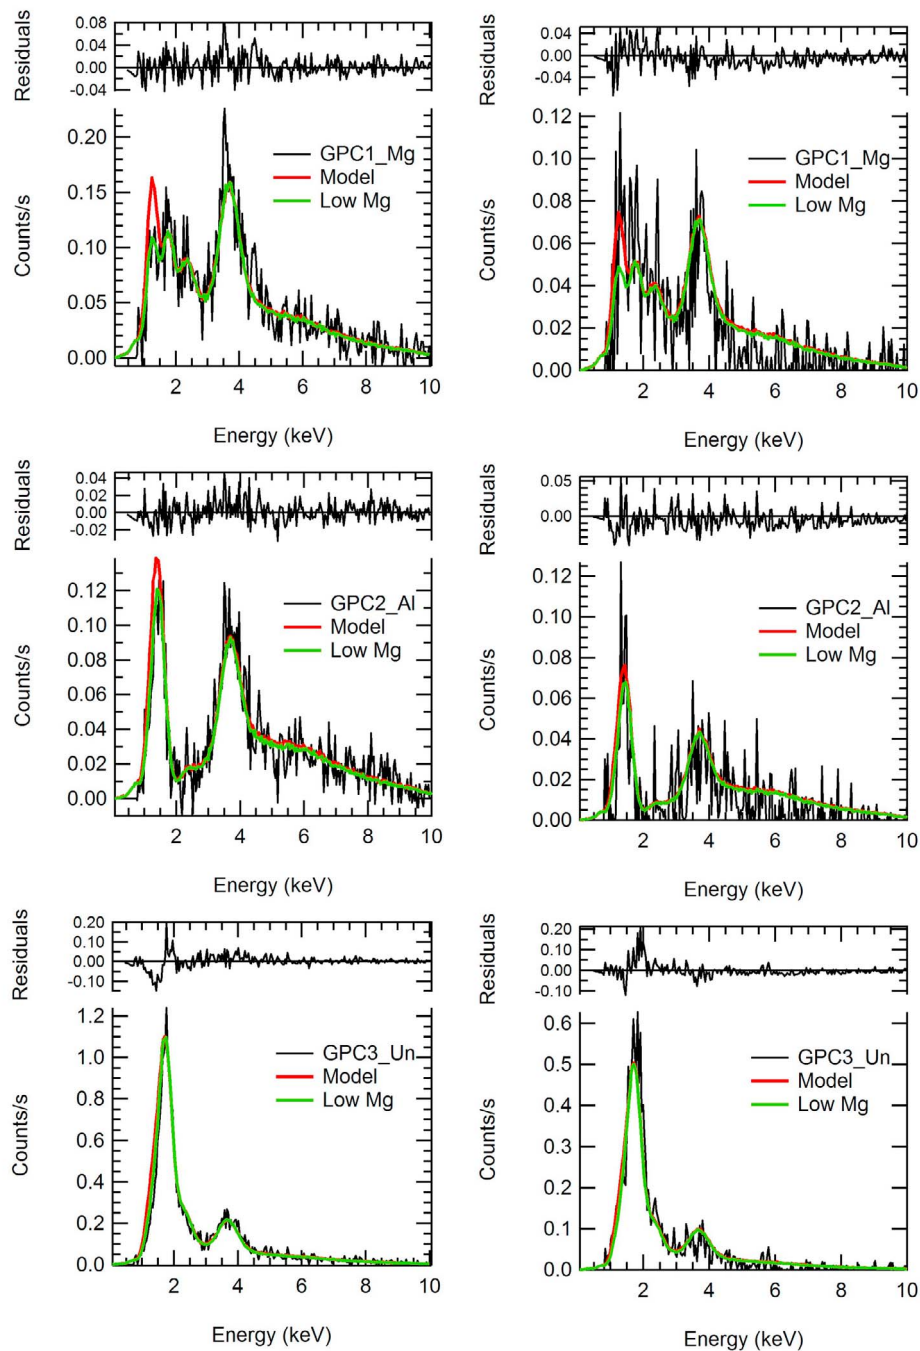 Residuals
0.08
0.04
0.00
-0.04
Counts/s
0.20
0.15
0.10
0.05
0.00
GPC1_Mg
Model
Low Mg
2 4 6 8 10
Energy (keV)
Residuals
0.04
0.00
-0.04
Counts/s
0.12
0.10
0.08
0.06
0.04
0.02
0.00
GPC1_Mg
Model
Low Mg
2 4 6 8 10
Energy (keV)
Residuals
0.04
0.02
0.00
-0.02
Counts/s
0.12
0.10
0.08
0.06
0.04
0.02
0.00
GPC2_Al
Model
Low Mg
2 4 6 8 10
Energy (keV)
Residuals
0.05
0.00
Counts/s
0.12
0.10
0.08
0.06
0.04
0.02
0.00
GPC2_Al
Model
Low Mg
2 4 6 8 10
Energy (keV)
Residuals
0.20
0.10
0.00
-0.10
Counts/s
1.2
1.0
0.8
0.6
0.4
0.2
0.0
GPC3_Un
Model
Low Mg
2 4 6 8 10
Energy (keV)
Residuals
0.20
0.10
0.00
-0.10
Counts/s
0.6
0.5
0.4
0.3
0.2
0.1
0.0
GPC3_Un
Model
Low Mg
2 4 6 8 10
Energy (keV)